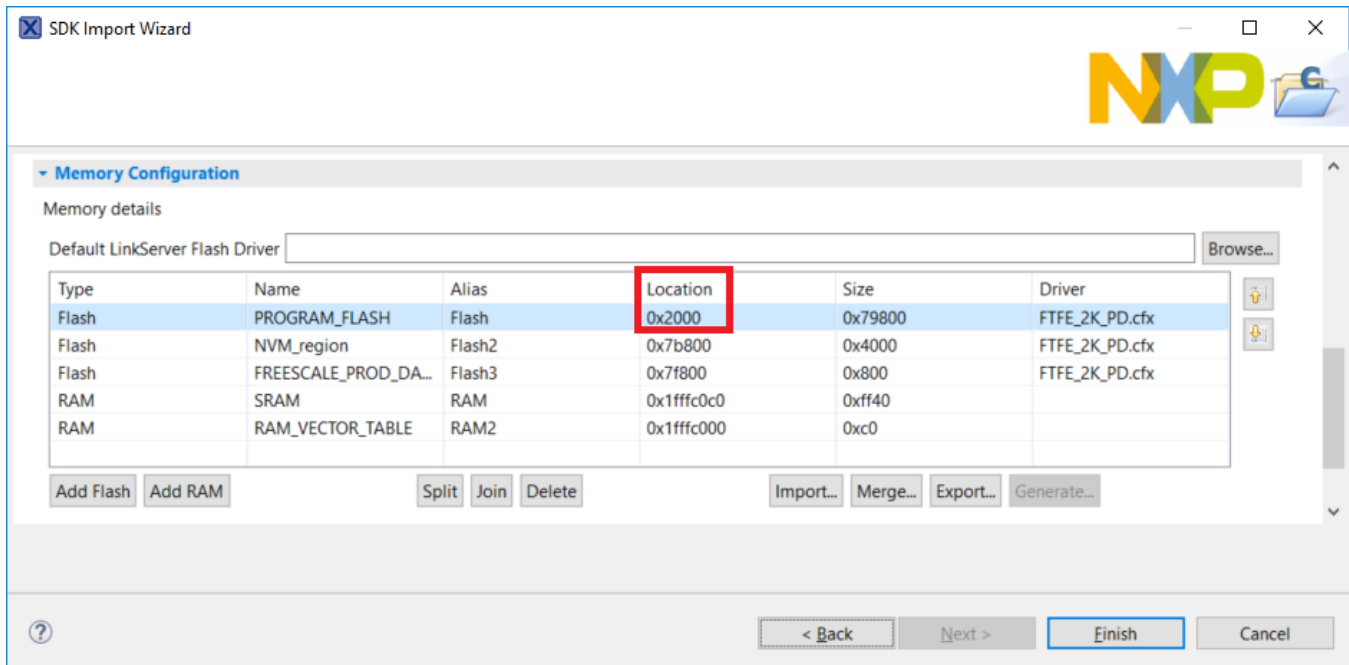 SDK Import Wizard
NXP
Memory Configuration
Memory details
Default LinkServer Flash Driver Browse...
Type Name Alias Location Size Driver
Flash PROGRAM_FLASH Flash 0x2000 0x79800 FTFE_2K_PD.cfx
Flash NVM_region Flash2 0x7b800 0x4000 FTFE_2K_PD.cfx
Flash FREESCALE_PROD_DA... Flash3 0x7f800 0x800 FTFE_2K_PD.cfx
RAM SRAM RAM 0x1fffc0c0 0xff40
RAM RAM_VECTOR_TABLE RAM2 0x1fffc000 0xc0
Add Flash Add RAM Split Join Delete Import... Merge... Export... Generate...
? < Back Next > Finish Cancel